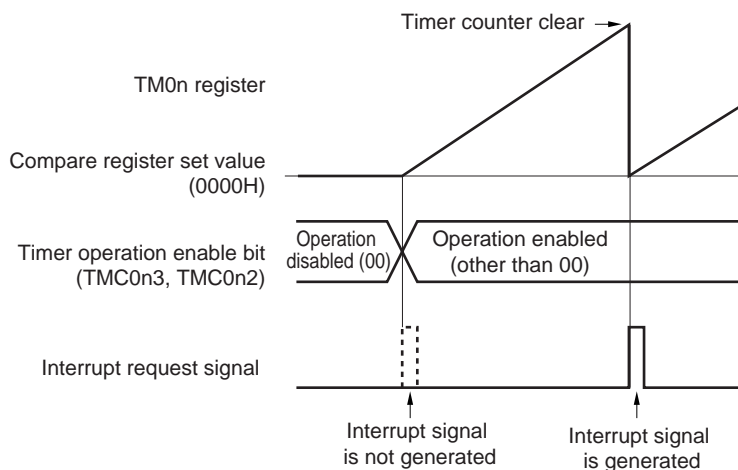 Timer counter clear
TM0n register
Compare register set value
(0000H)
Timer operation enable bit
(TMC0n3, TMC0n2)
Operation
disabled (00)
Operation enabled
(other than 00)
Interrupt request signal
Interrupt signal
is not generated
Interrupt signal
is generated